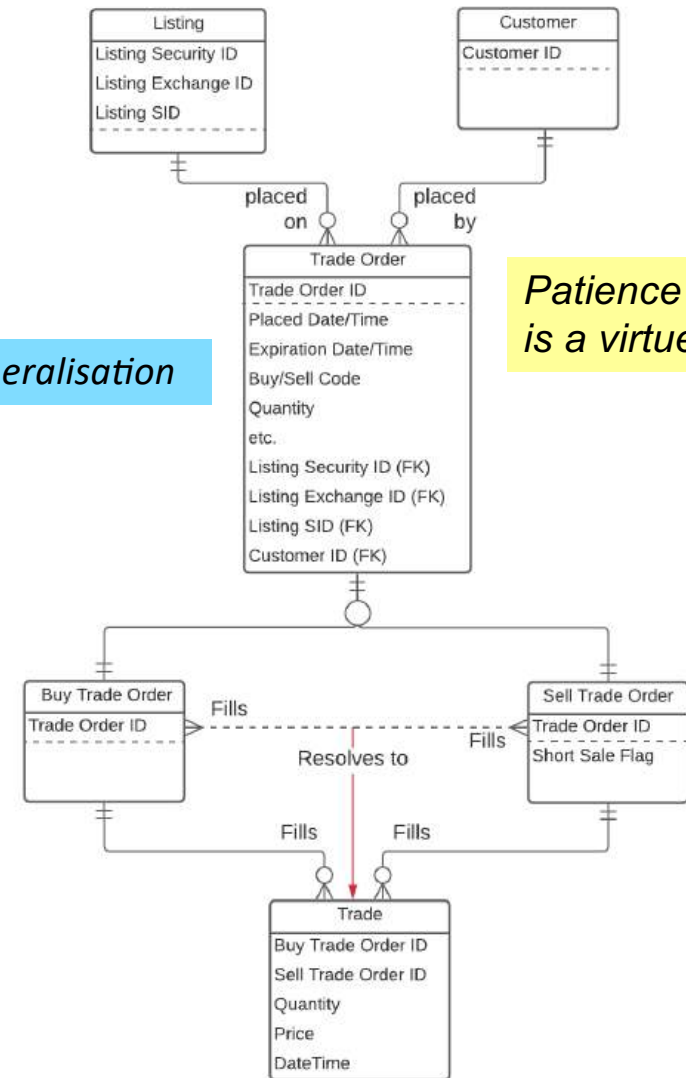 Listing
Listing Security ID
Listing Exchange ID
Listing SID
Customer
Customer ID
placed
on
placed
by
Trade Order
Trade Order ID
Placed Date/Time
Expiration Date/Time
Buy/Sell Code
Quantity
etc.
Listing Security ID (FK)
Listing Exchange ID (FK)
Listing SID (FK)
Customer ID (FK)
eralisation
Patience
is a virtue
Buy Trade Order
Trade Order ID
Fills
Fills
Sell Trade Order
Trade Order ID
Short Sale Flag
Resolves to
Fills
Fills
Trade
Buy Trade Order ID
Sell Trade Order ID
Quantity
Price
DateTime